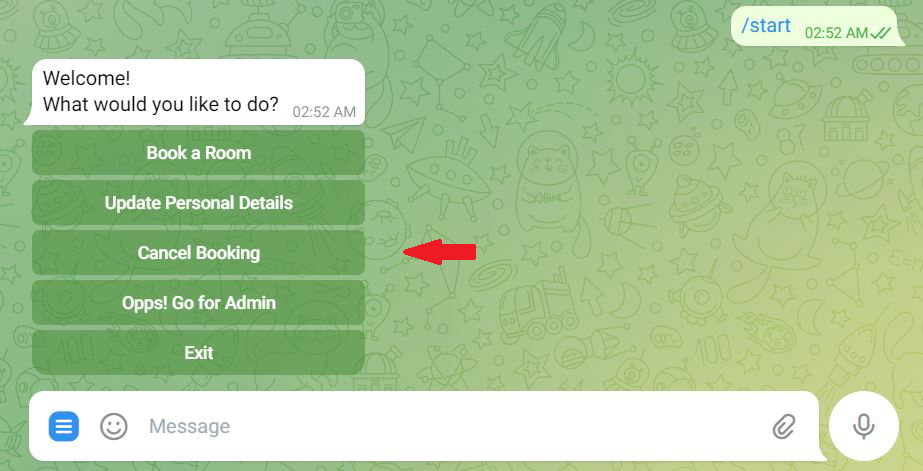 /start 02:52 AM
Welcome!
What would you like to do? 02:52 AM
Book a Room
Update Personal Details
Cancel Booking
Opps! Go for Admin
Exit
Message